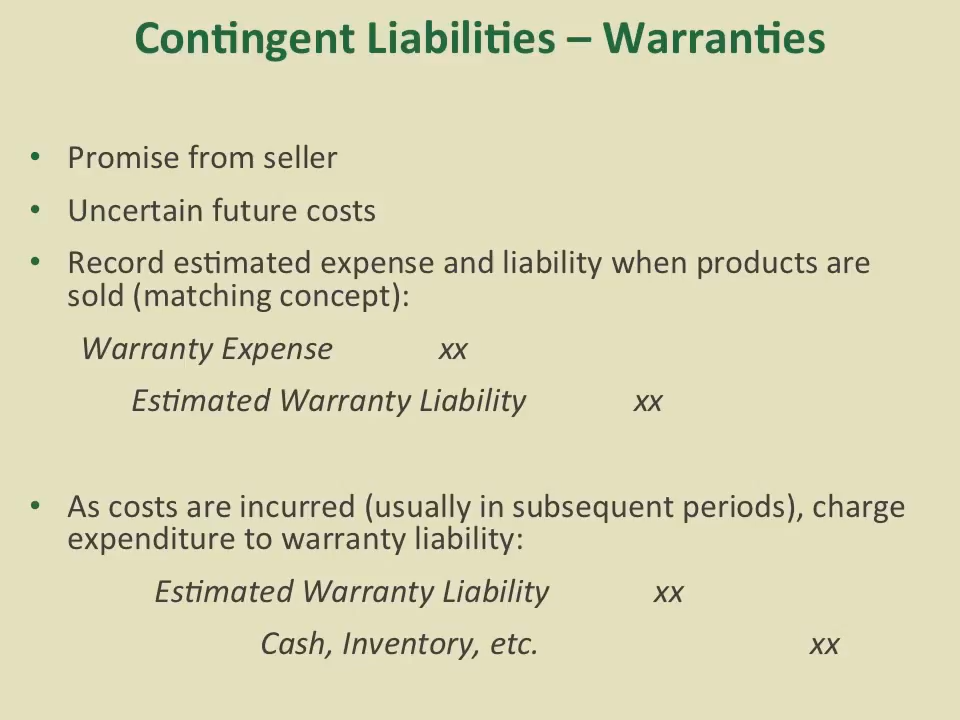 Contingent Liabilities – Warranties
• Promise from seller
• Uncertain future costs
• Record estimated expense and liability when products are
sold (matching concept):
Warranty Expense xx
Estimated Warranty Liability xx
• As costs are incurred (usually in subsequent periods), charge
expenditure to warranty liability:
Estimated Warranty Liability xx
Cash, Inventory, etc. xx